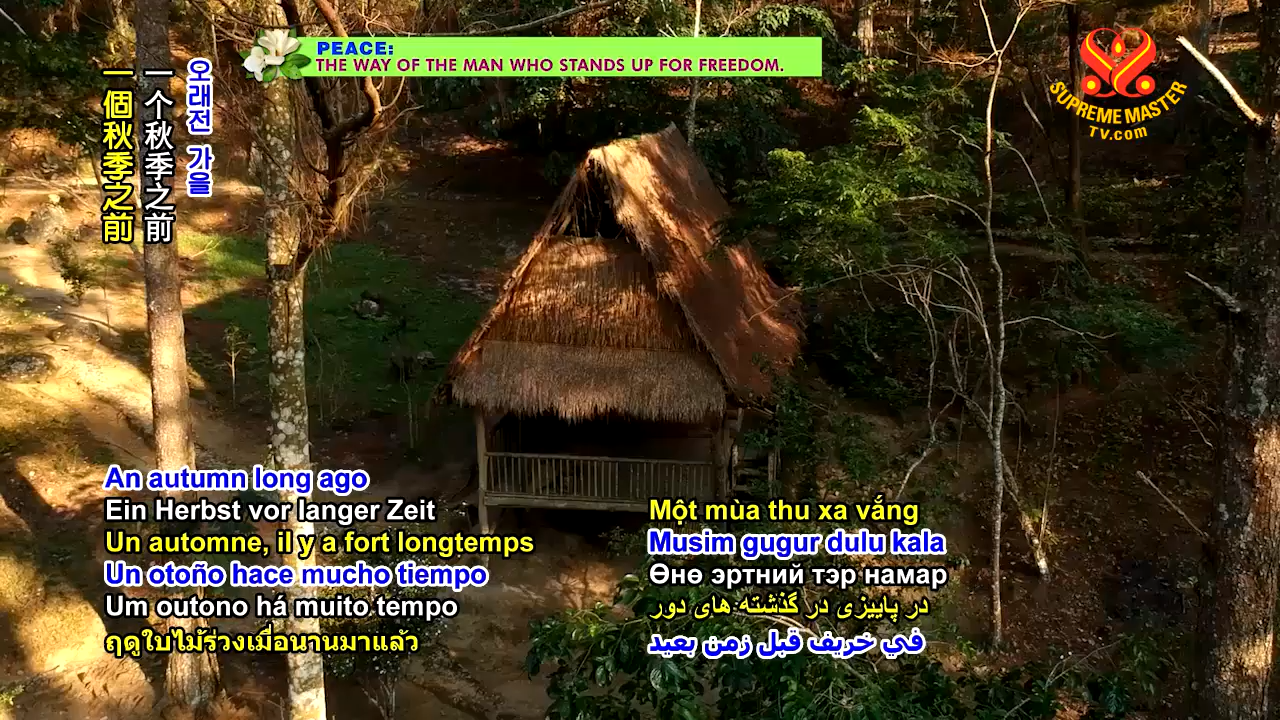 PEACE:
THE WAY OF THE MAN WHO STANDS UP FOR FREEDOM.
SUPREME MASTER
TV.com
一個秋季之前
一个秋季之前
오래전 가을
An autumn long ago
Ein Herbst vor langer Zeit
Un automne, il y a fort longtemps
Un otoño hace mucho tiempo
Um outono há muito tempo
ฤดูใบไม้ร่วงเมื่อนานมาแล้ว
Một mùa thu xa vắng
Musim gugur dulu kala
Өнө эртний тэр намар
در پاییزی در گذشته های دور
في خريف قبل زمن بعيد